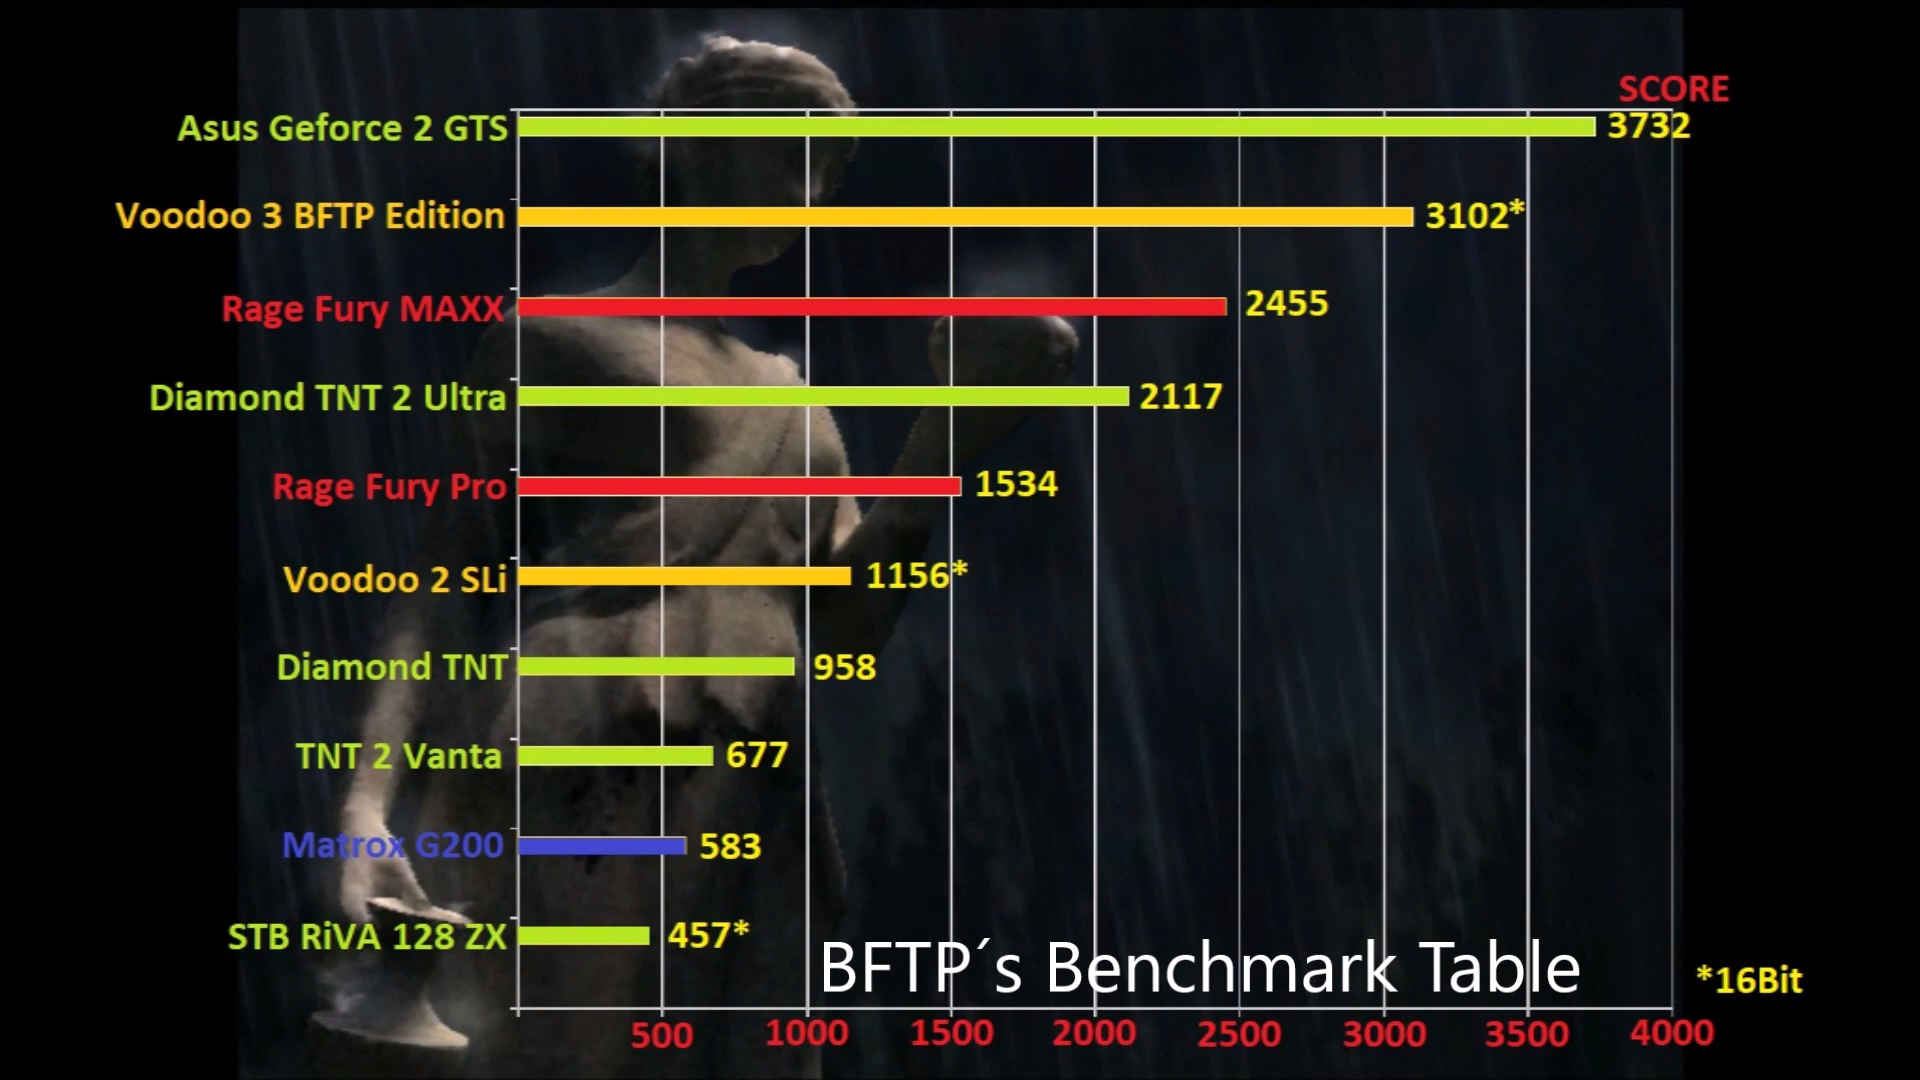 SCORE
Asus Geforce 2 GTS 3732
Voodoo 3 BFTP Edition 3102*
Rage Fury MAXX 2455
Diamond TNT 2 Ultra 2117
Rage Fury Pro 1534
Voodoo 2 SLi 1156*
Diamond TNT 958
TNT 2 Vanta 677
Matrox G200 583
STB RiVA 128 ZX 457*
BFTP´s Benchmark Table
*16Bit
500 1000 1500 2000 2500 3000 3500 4000